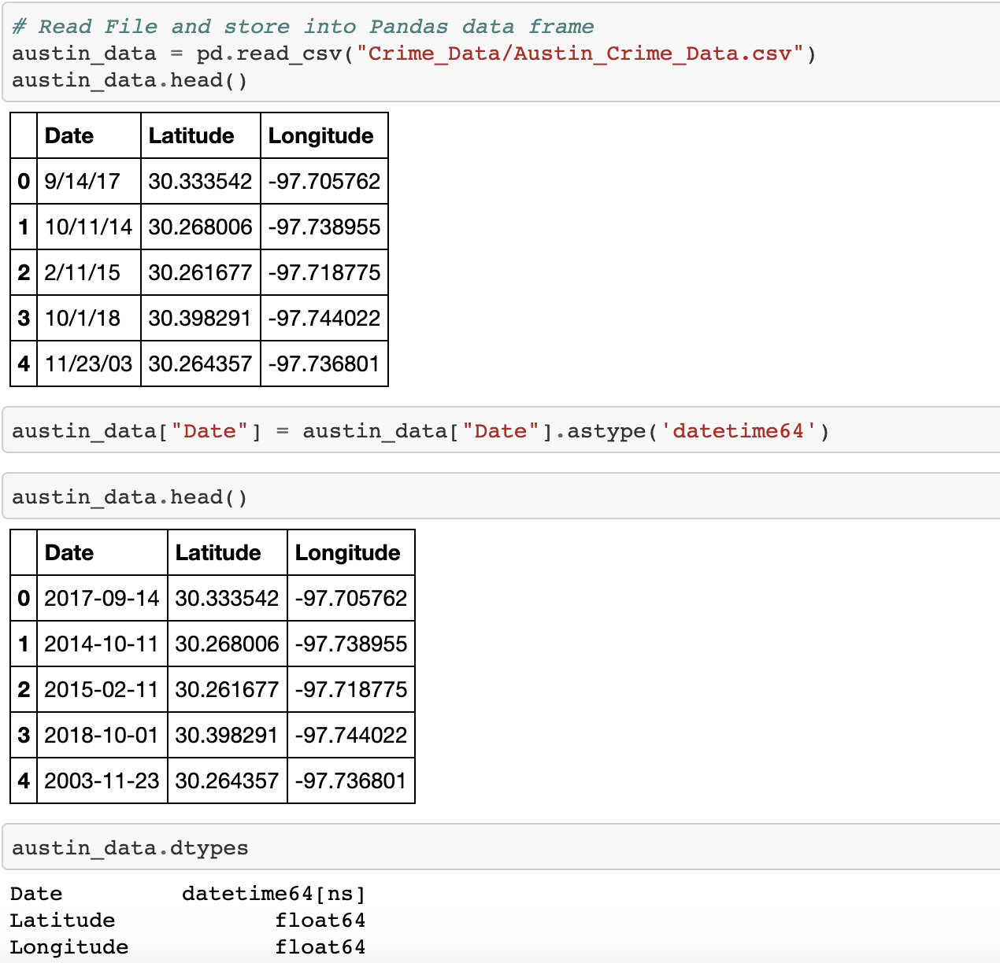 # Read File and store into Pandas data frame
austin_data = pd.read_csv("Crime_Data/Austin_Crime_Data.csv")
austin_data.head()
Date Latitude Longitude
0 9/14/17 30.333542 -97.705762
1 10/11/14 30.268006 -97.738955
2 2/11/15 30.261677 -97.718775
3 10/1/18 30.398291 -97.744022
4 11/23/03 30.264357 -97.736801
austin_data["Date"] = austin_data["Date"].astype('datetime64')
austin_data.head()
Date Latitude Longitude
0 2017-09-14 30.333542 -97.705762
1 2014-10-11 30.268006 -97.738955
2 2015-02-11 30.261677 -97.718775
3 2018-10-01 30.398291 -97.744022
4 2003-11-23 30.264357 -97.736801
austin_data.dtypes
Date datetime64[ns]
Latitude float64
Longitude float64